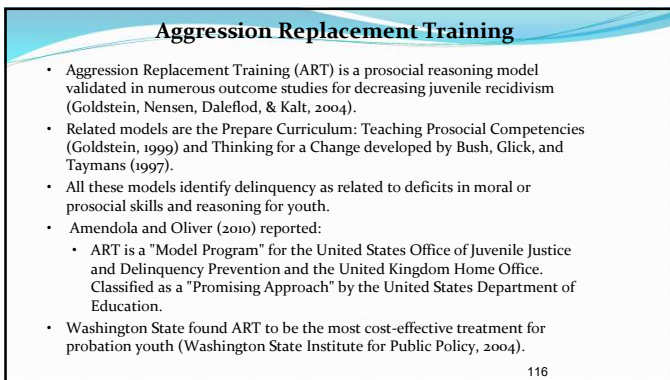 Aggression Replacement Training
• Aggression Replacement Training (ART) is a prosocial reasoning model
validated in numerous outcome studies for decreasing juvenile recidivism
(Goldstein, Nensen, Daleflod, & Kalt, 2004).
• Related models are the Prepare Curriculum: Teaching Prosocial Competencies
(Goldstein, 1999) and Thinking for a Change developed by Bush, Glick, and
Taymans (1997).
• All these models identify delinquency as related to deficits in moral or
prosocial skills and reasoning for youth.
• Amendola and Oliver (2010) reported:
• ART is a "Model Program" for the United States Office of Juvenile Justice
and Delinquency Prevention and the United Kingdom Home Office.
Classified as a "Promising Approach" by the United States Department of
Education.
• Washington State found ART to be the most cost-effective treatment for
probation youth (Washington State Institute for Public Policy, 2004).
116